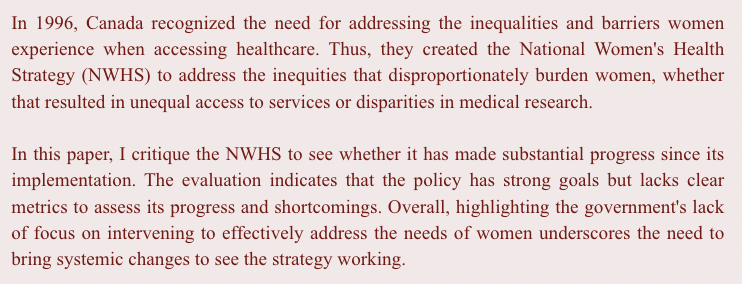 In 1996, Canada recognized the need for addressing the inequalities and barriers women
experience when accessing healthcare. Thus, they created the National Women's Health
Strategy (NWHS) to address the inequities that disproportionately burden women, whether
that resulted in unequal access to services or disparities in medical research.
In this paper, I critique the NWHS to see whether it has made substantial progress since its
implementation. The evaluation indicates that the policy has strong goals but lacks clear
metrics to assess its progress and shortcomings. Overall, highlighting the government's lack
of focus on intervening to effectively address the needs of women underscores the need to
bring systemic changes to see the strategy working.